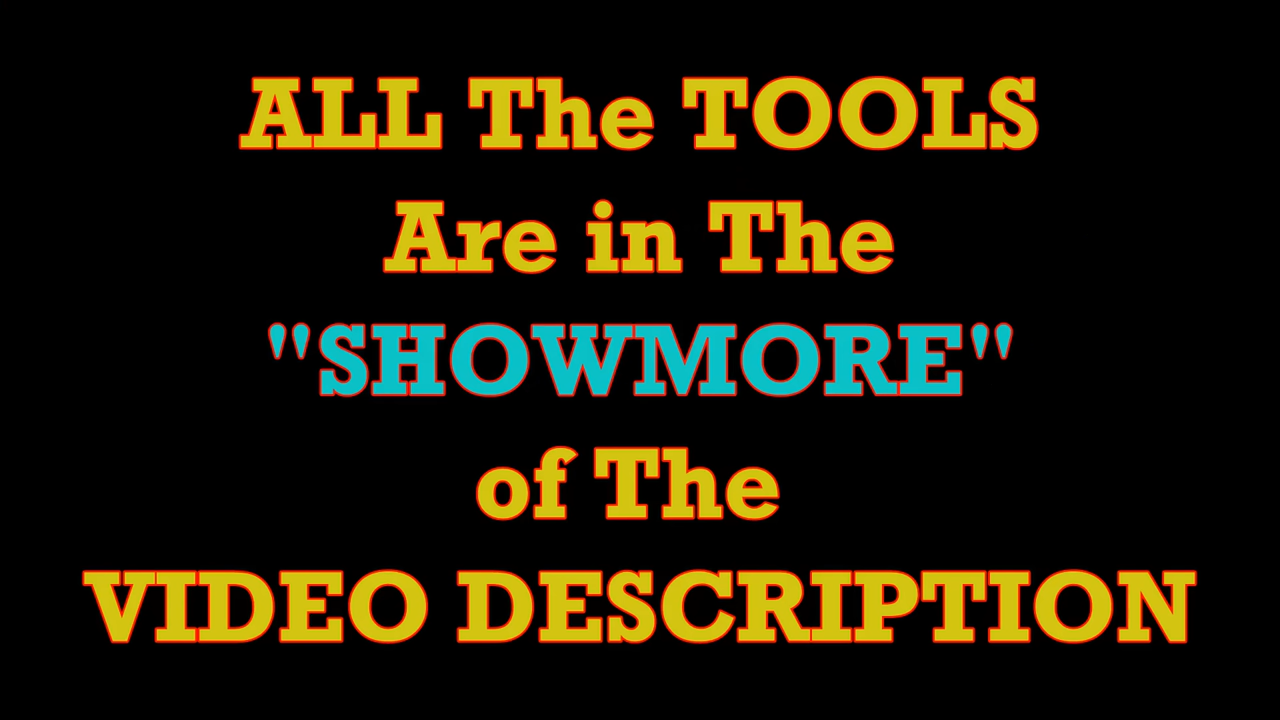 ALL The TOOLS
Are in The
"SHOWMORE"
of The
VIDEO DESCRIPTION